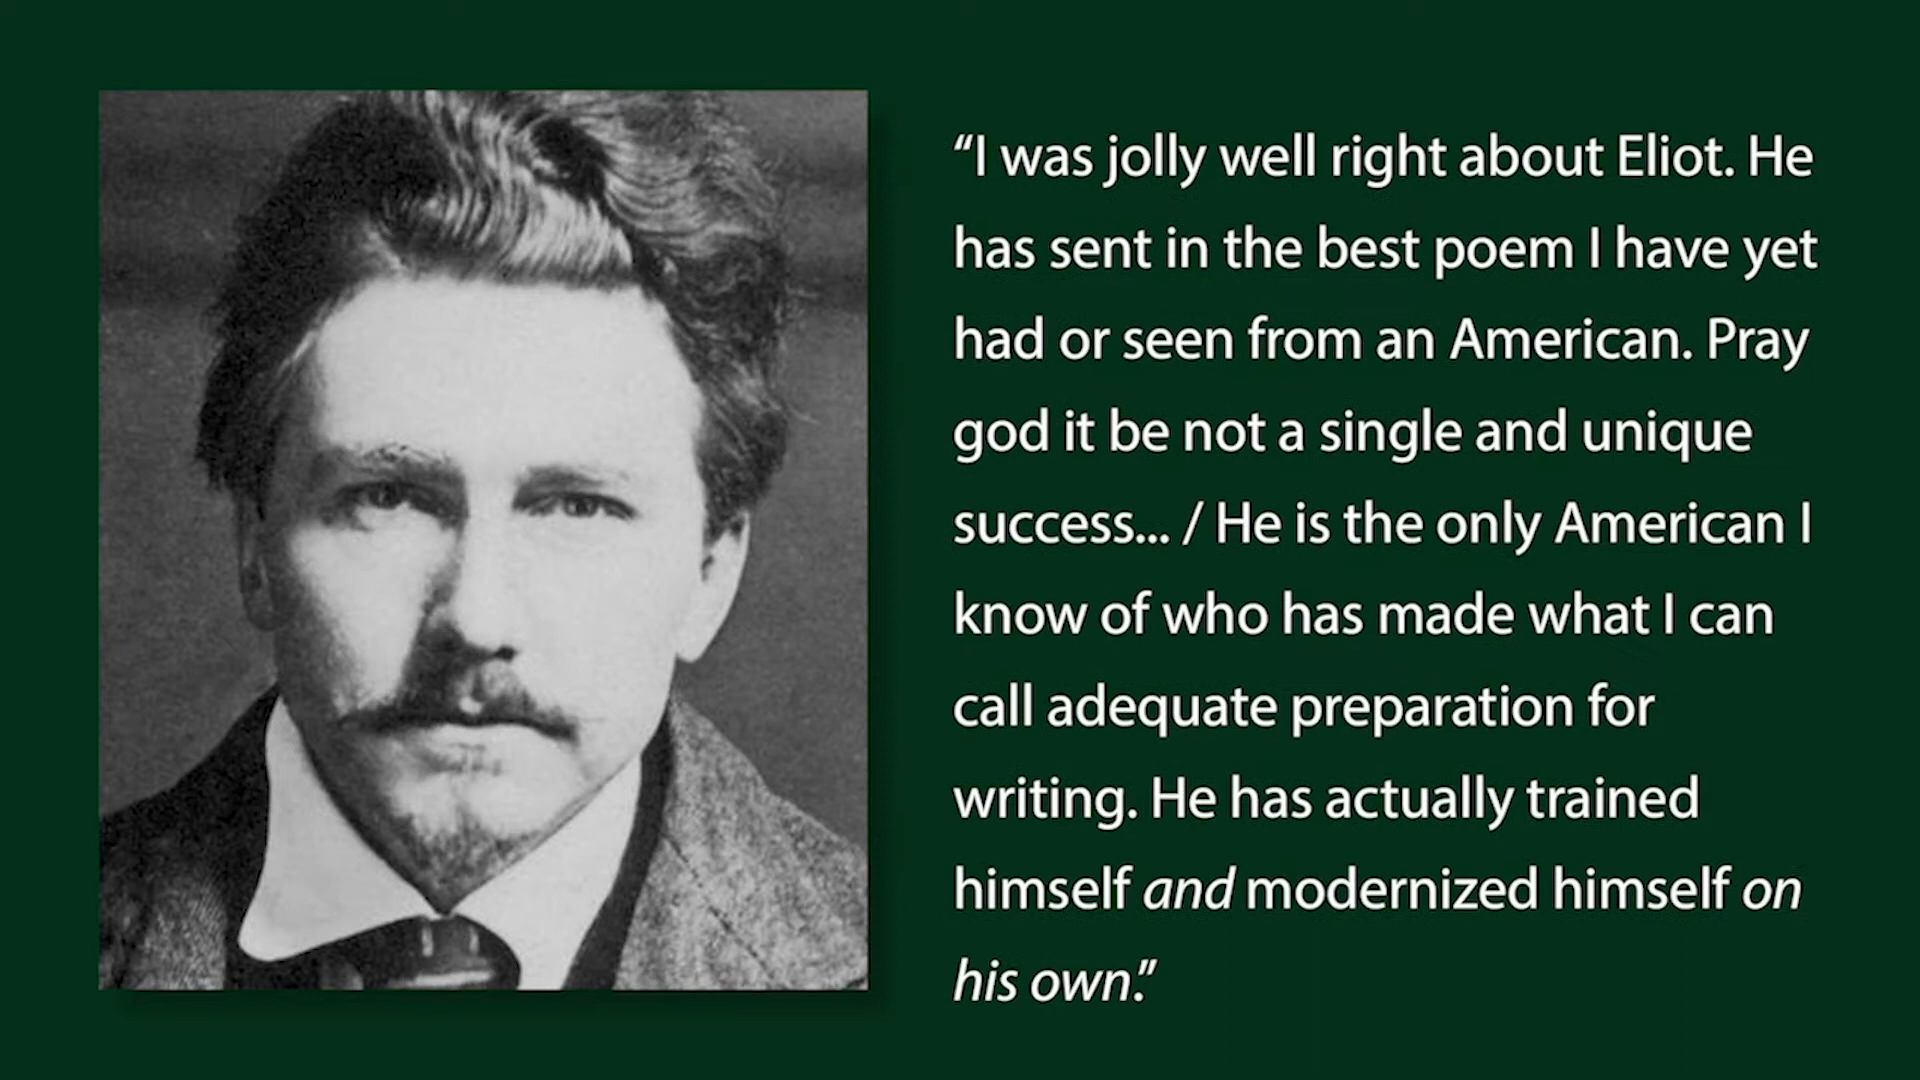 “I was jolly well right about Eliot. He
has sent in the best poem I have yet
had or seen from an American. Pray
god it be not a single and unique
success... / He is the only American I
know of who has made what I can
call adequate preparation for
writing. He has actually trained
himself and modernized himself on
his own.”